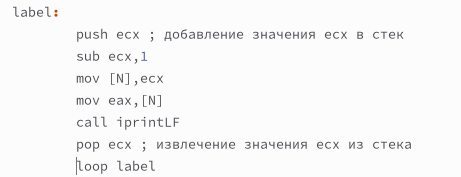 label:
push ecx ; добавление значения ecx в стек
sub ecx,1
mov [N],ecx
mov eax,[N]
call iprintLF
pop ecx ; извлечение значения ecx из стека
loop label